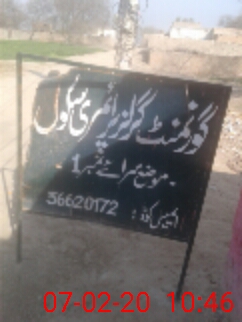 گورنمنٹ گرلز پرائمری سکول
موضع سرائے نمبر 1
ایمس کوڈ: 36620172
07-02-20 10:46